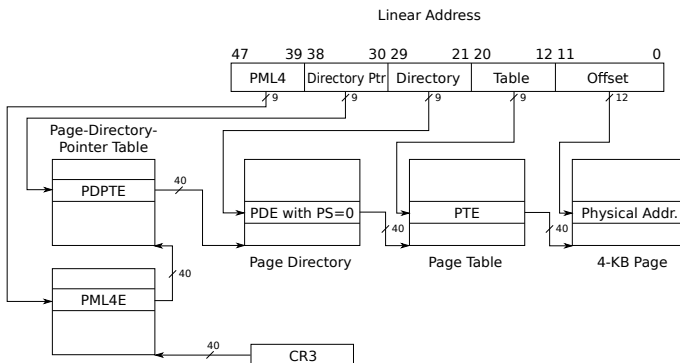 Linear Address
47 39 38 30 29 21 20 12 11 0
PML4 Directory Ptr Directory Table Offset
9 9 9 9 12
Page-Directory-
Pointer Table
PDPTE
40
PDE with PS=0
40
PTE
40
Physical Addr.
Page Directory
Page Table
4-KB Page
40
PML4E
40
CR3